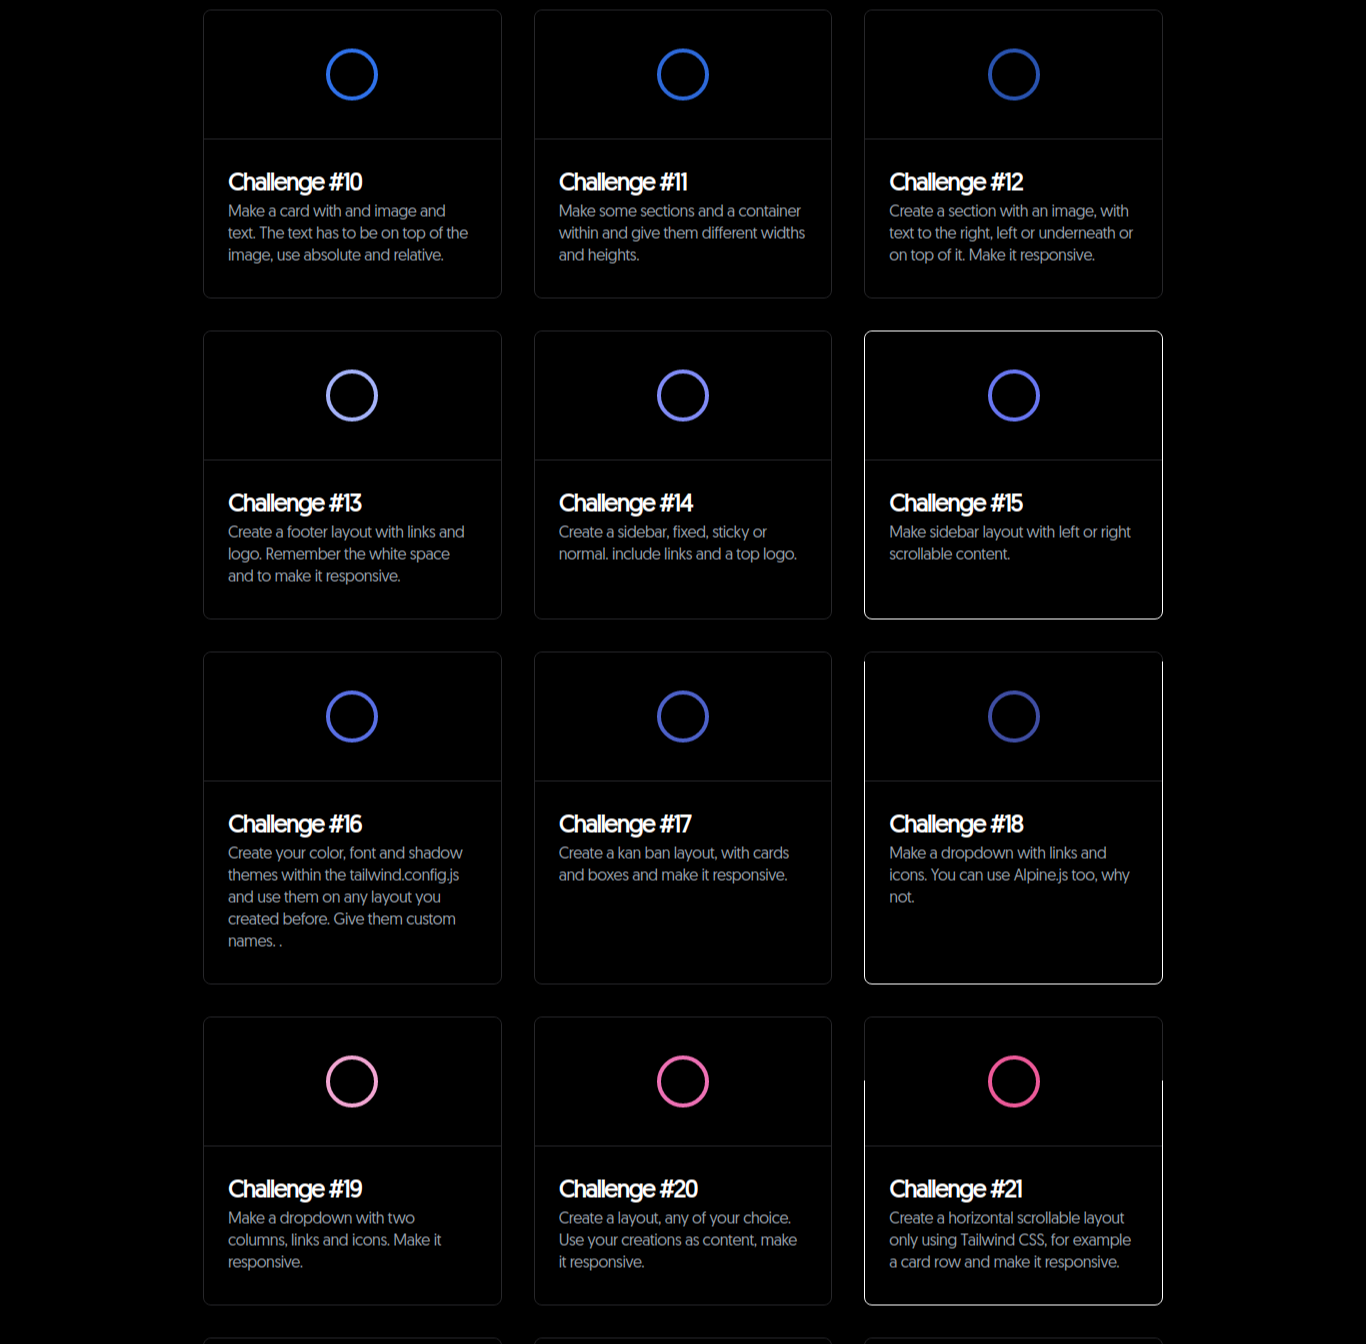 Challenge #10
Make a card with and image and
text. The text has to be on top of the
image, use absolute and relative.
Challenge #11
Make some sections and a container
within and give them different widths
and heights.
Challenge #12
Create a section with an image, with
text to the right, left or underneath or
on top of it. Make it responsive.
Challenge #13
Create a footer layout with links and
logo. Remember the white space
and to make it responsive.
Challenge #14
Create a sidebar, fixed, sticky or
normal. include links and a top logo.
Challenge #15
Make sidebar layout with left or right
scrollable content.
Challenge #16
Create your color, font and shadow
themes within the tailwind.config.js
and use them on any layout you
created before. Give them custom
names. .
Challenge #17
Create a kan ban layout, with cards
and boxes and make it responsive.
Challenge #18
Make a dropdown with links and
icons. You can use Alpine.js too, why
not.
Challenge #19
Make a dropdown with two
columns, links and icons. Make it
responsive.
Challenge #20
Create a layout, any of your choice.
Use your creations as content, make
it responsive.
Challenge #21
Create a horizontal scrollable layout
only using Tailwind CSS, for example
a card row and make it responsive.